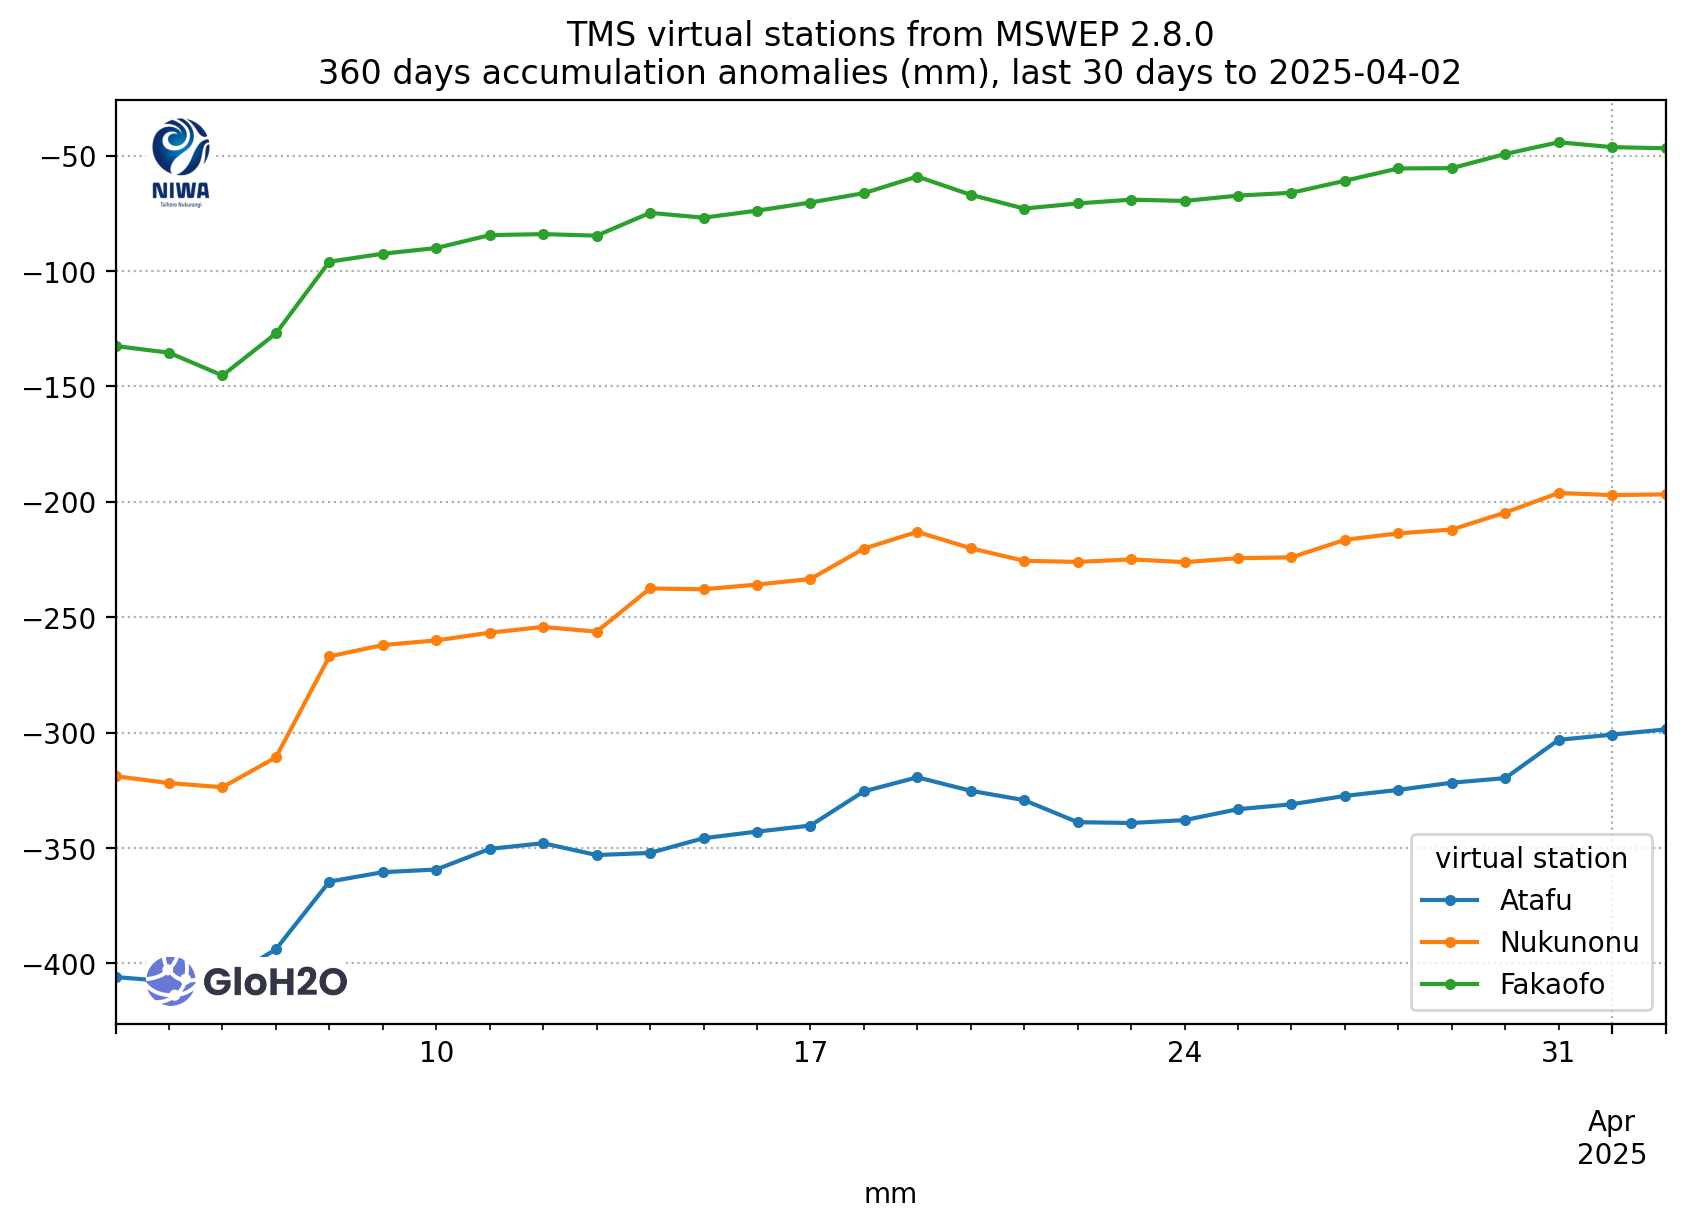 TMS virtual stations from MSWEP 2.8.0
360 days accumulation anomalies (mm), last 30 days to 2025-04-02
NIWA
Taihoro Nukurangi
−50
−100
−150
−200
−250
−300
−350
−400
GloH2O
virtual station
Atafu
Nukunonu
Fakaofo
10
17
24
31
Apr
2025
mm